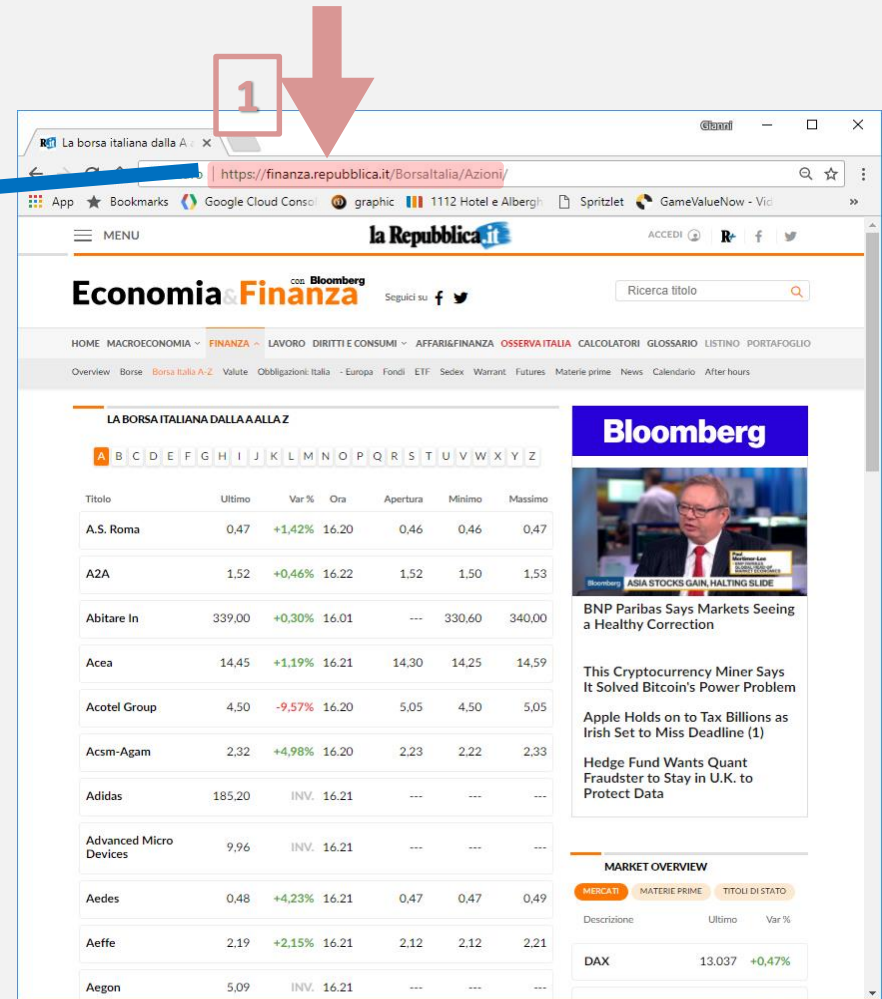 1
Gianni
La borsa italiana dalla A a
https://finanza.repubblica.it/BorsaItalia/Azioni/
App Bookmarks Google Cloud Consol graphic 1112 Hotel e Albergh Spritzlet GameValueNow - Vid »
MENU la Repubblica.it ACCEDI R+ f
Economia&Finanza con Bloomberg Seguici su Ricerca titolo
HOME MACROECONOMIA FINANZA LAVORO DIRITTI E CONSUMI AFFARI&FINANZA OSSERVA ITALIA CALCOLATORI GLOSSARIO LISTINO PORTAFOGLIO
Overview Borse Borsa Italia A-Z Valute Obbligazioni: Italia - Europa Fondi ETF Sedex Warrant Futures Materie prime News Calendario After hours
LA BORSA ITALIANA DALLA A ALLA Z
A B C D E F G H I J K L M N O P Q R S T U V W X Y Z
Titolo Ultimo Var % Ora Apertura Minimo Massimo
A.S. Roma 0,47 +1,42% 16.20 0,46 0,46 0,47
A2A 1,52 +0,46% 16.22 1,52 1,50 1,53
Abitare In 339,00 +0,30% 16.01 --- 330,60 340,00
Acea 14,45 +1,19% 16.21 14,30 14,25 14,59
Acotel Group 4,50 -9,57% 16.20 5,05 4,50 5,05
Acsm-Agam 2,32 +4,98% 16.20 2,23 2,22 2,33
Adidas 185,20 INV. 16.21 --- --- ---
Advanced Micro
Devices 9,96 INV. 16.21 --- --- ---
Aedes 0,48 +4,23% 16.21 0,47 0,47 0,49
Aeffe 2,19 +2,15% 16.21 2,12 2,12 2,21
Aegon 5,09 INV. 16.21 --- --- ---
Bloomberg
Paul
Mortimer-Lee
Bloomberg ASIA STOCKS GAIN, HALTING SLIDE
BNP Paribas Says Markets Seeing
a Healthy Correction
This Cryptocurrency Miner Says
It Solved Bitcoin's Power Problem
Apple Holds on to Tax Billions as
Irish Set to Miss Deadline (1)
Hedge Fund Wants Quant
Fraudster to Stay in U.K. to
Protect Data
MARKET OVERVIEW
MERCATI MATERIE PRIME TITOLI DI STATO
Descrizione Ultimo Var %
DAX 13.037 +0,47%